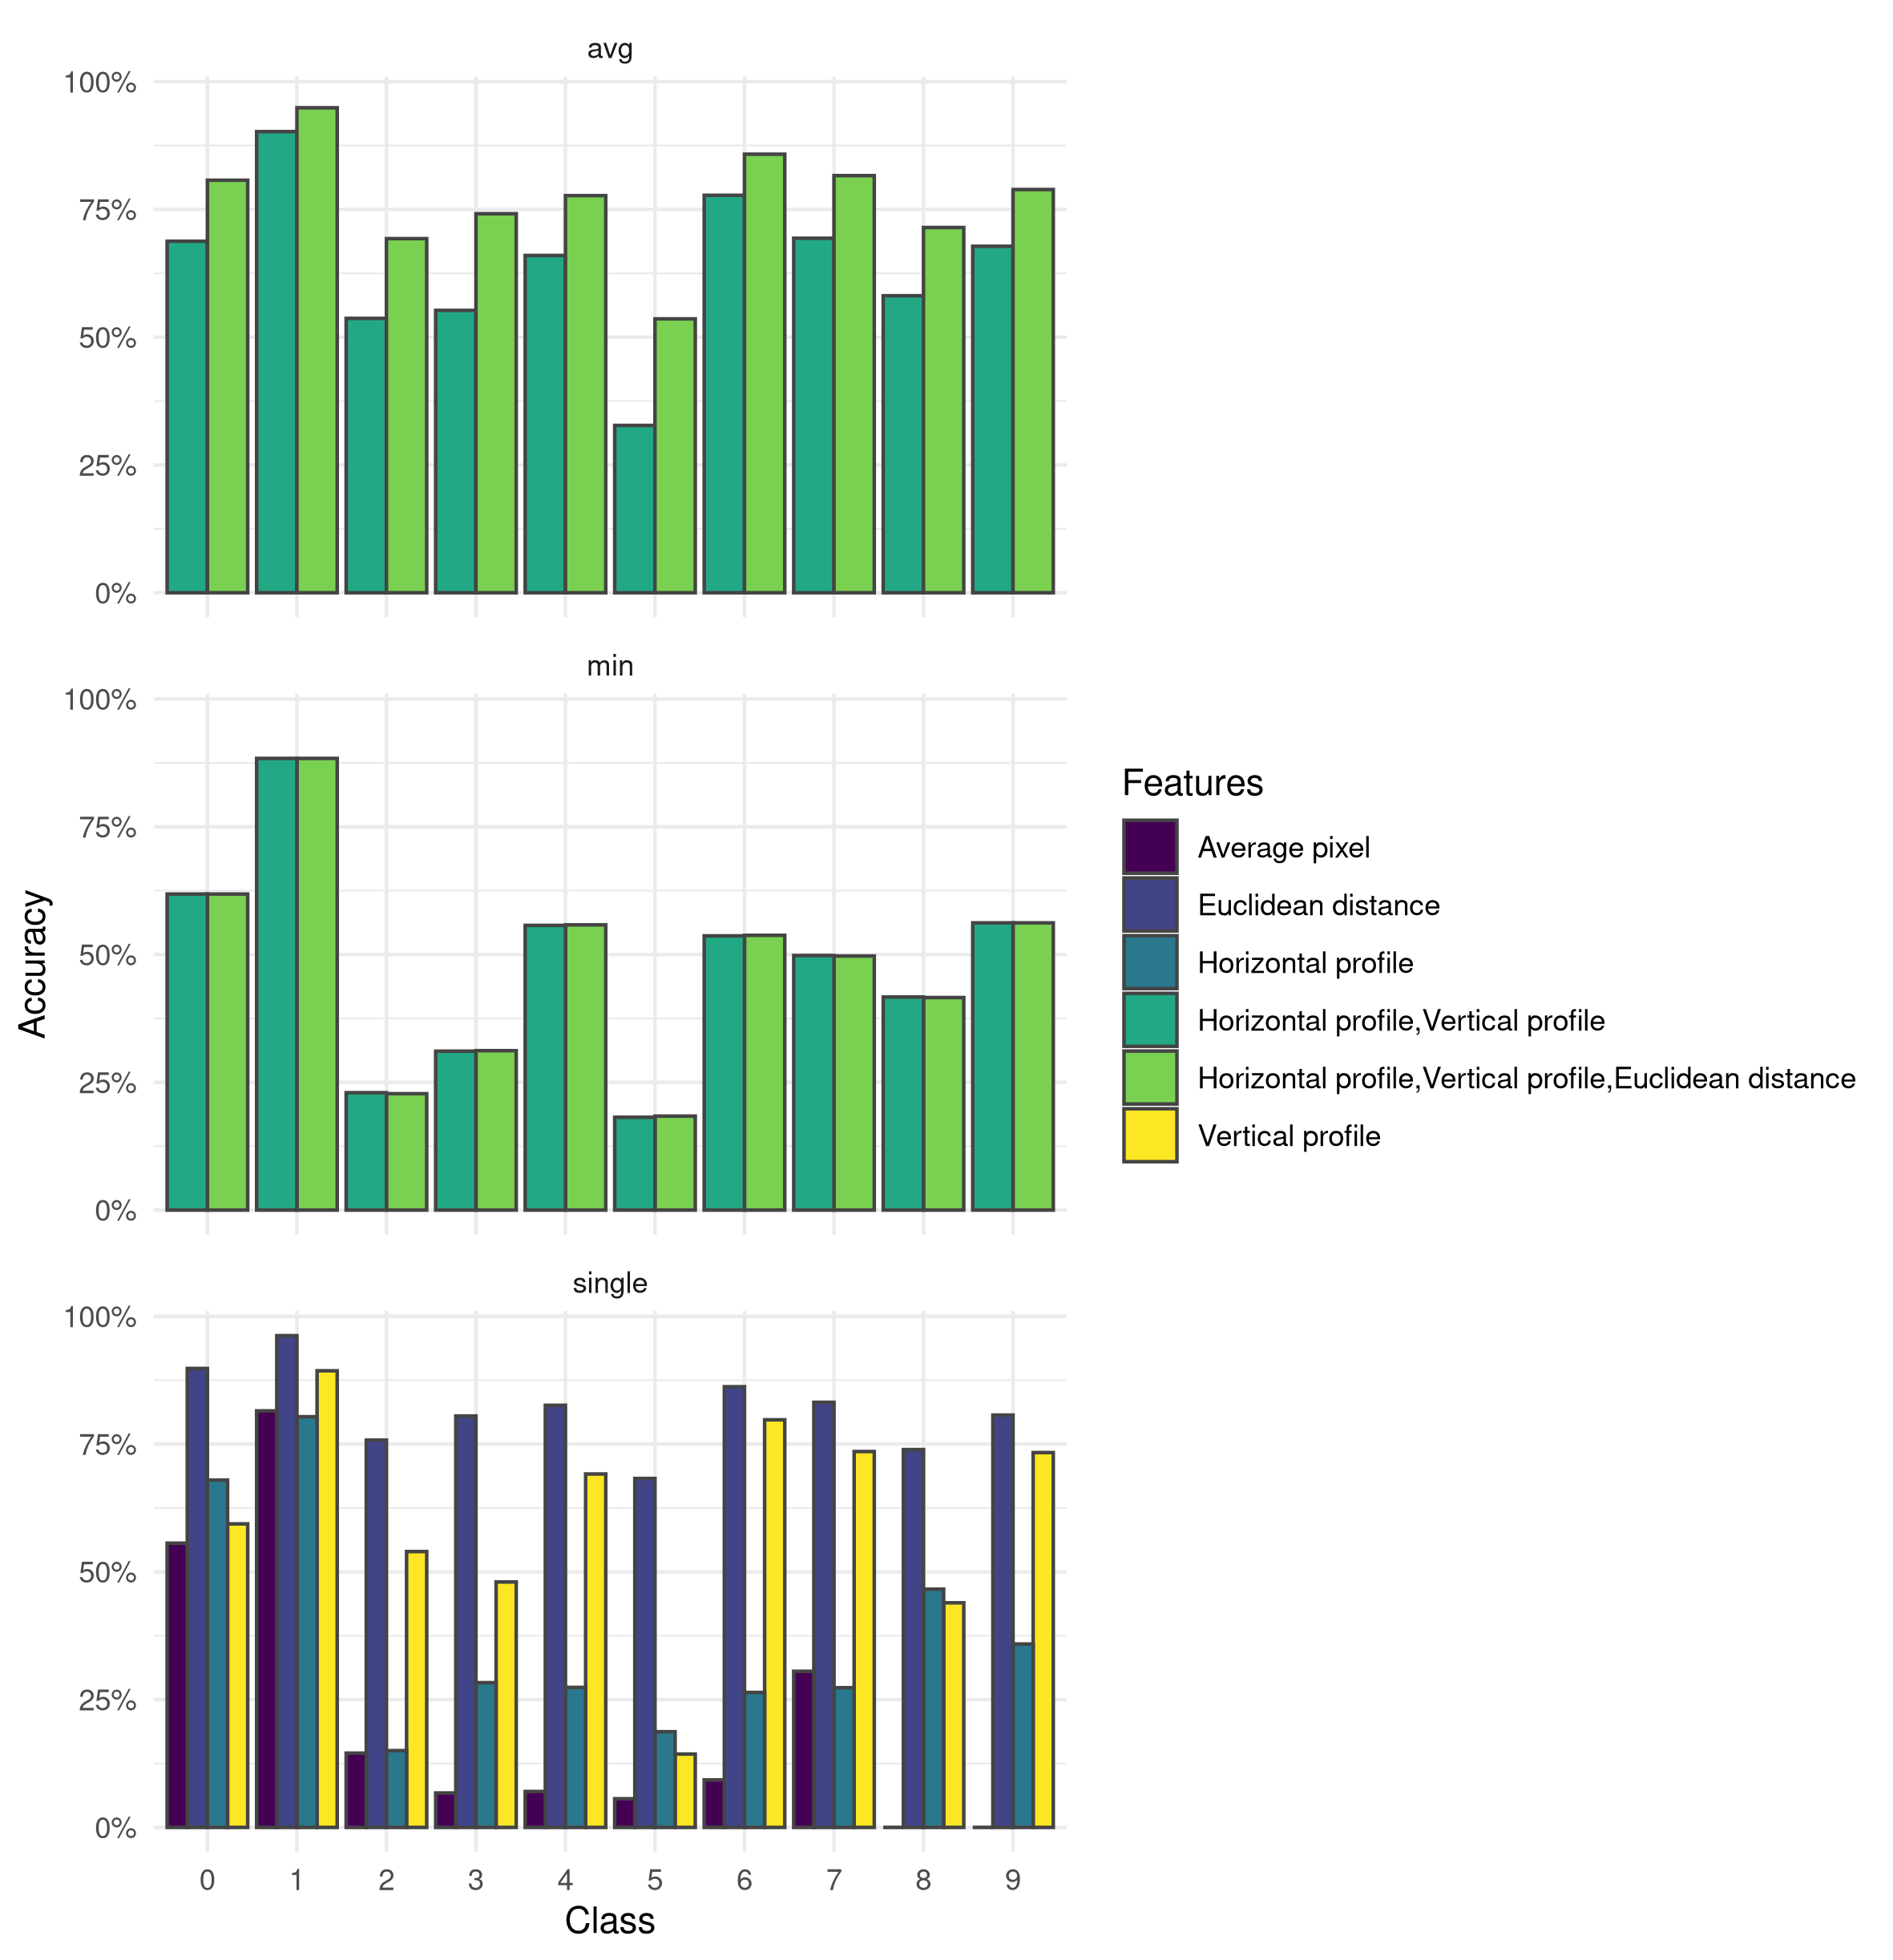 avg
100%
75%
50%
25%
0%
min
100%
75%
50%
25%
0%
single
100%
75%
50%
25%
0%
0 1 2 3 4 5 6 7 8 9
Class
Accuracy
Features
Average pixel
Euclidean distance
Horizontal profile
Horizontal profile,Vertical profile
Horizontal profile,Vertical profile,Euclidean distance
Vertical profile